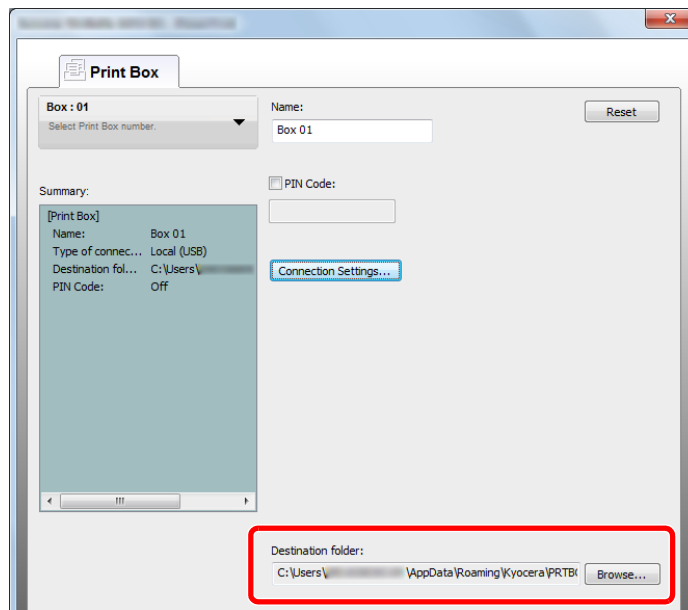 Print Box
Box : 01
Select Print Box number.
Name:
Box 01
Reset
PIN Code:
Summary:
[Print Box]
Name: Box 01
Type of connec... Local (USB)
Destination fol... C:\Users\
PIN Code: Off
Connection Settings...
Destination folder:
C:\Users\ \AppData\Roaming\Kyocera\PRTB
Browse...